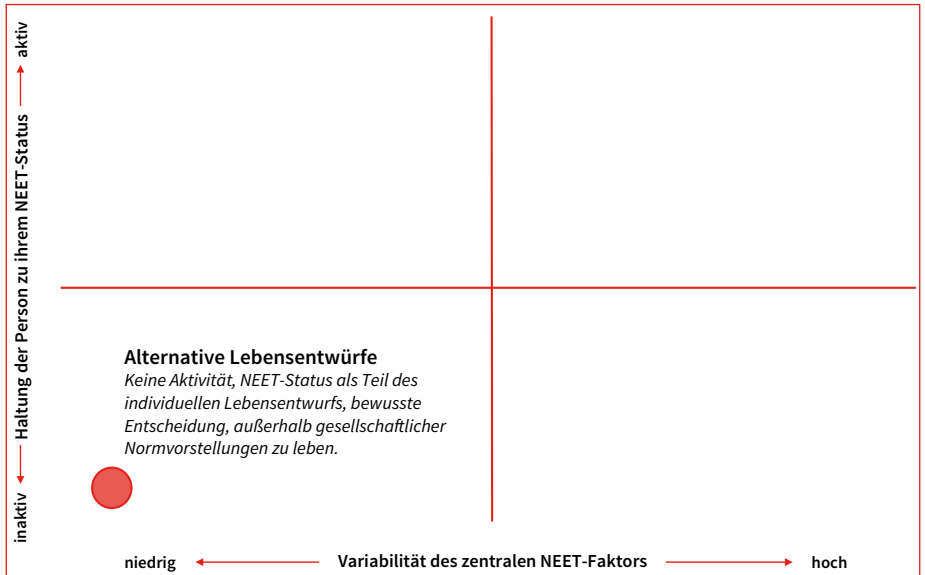 aktiv
Haltung der Person zu ihrem NEET-Status
inaktiv
Alternative Lebensentwürfe
Keine Aktivität, NEET-Status als Teil des
individuellen Lebensentwurfs, bewusste
Entscheidung, außerhalb gesellschaftlicher
Normvorstellungen zu leben.
niedrig
Variabilität des zentralen NEET-Faktors
hoch